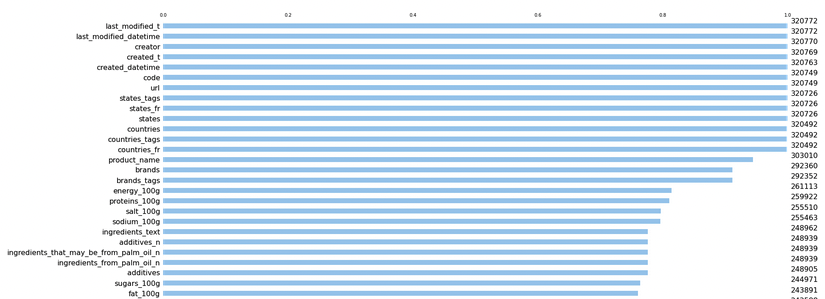 0.0 0.2 0.4 0.6 0.8 1.0
last_modified_t 320772
last_modified_datetime 320772
creator 320770
created_t 320769
created_datetime 320763
code 320749
url 320749
states_tags 320726
states_fr 320726
states 320726
countries 320492
countries_tags 320492
countries_fr 320492
product_name 303010
brands 292360
brands_tags 292352
energy_100g 261113
proteins_100g 259922
salt_100g 255510
sodium_100g 255463
ingredients_text 248962
additives_n 248939
ingredients_that_may_be_from_palm_oil_n 248939
ingredients_from_palm_oil_n 248939
additives 248905
sugars_100g 244971
fat_100g 243891